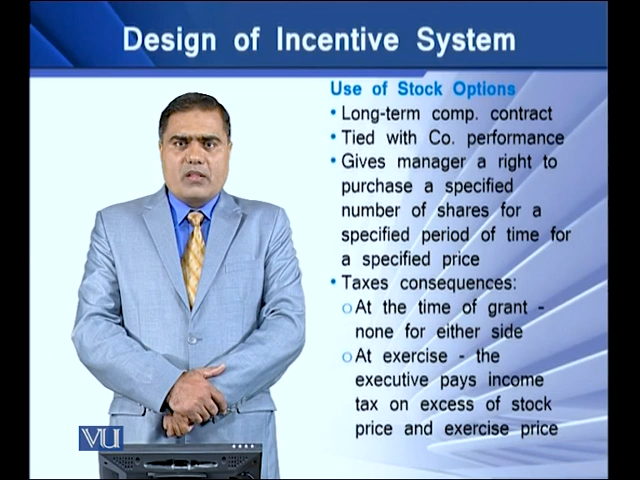 Design of Incentive System
Use of Stock Options
• Long-term comp. contract
• Tied with Co. performance
• Gives manager a right to
purchase a specified
number of shares for a
specified period of time for
a specified price
• Taxes consequences:
o At the time of grant -
none for either side
o At exercise - the
executive pays income
tax on excess of stock
price and exercise price
VU